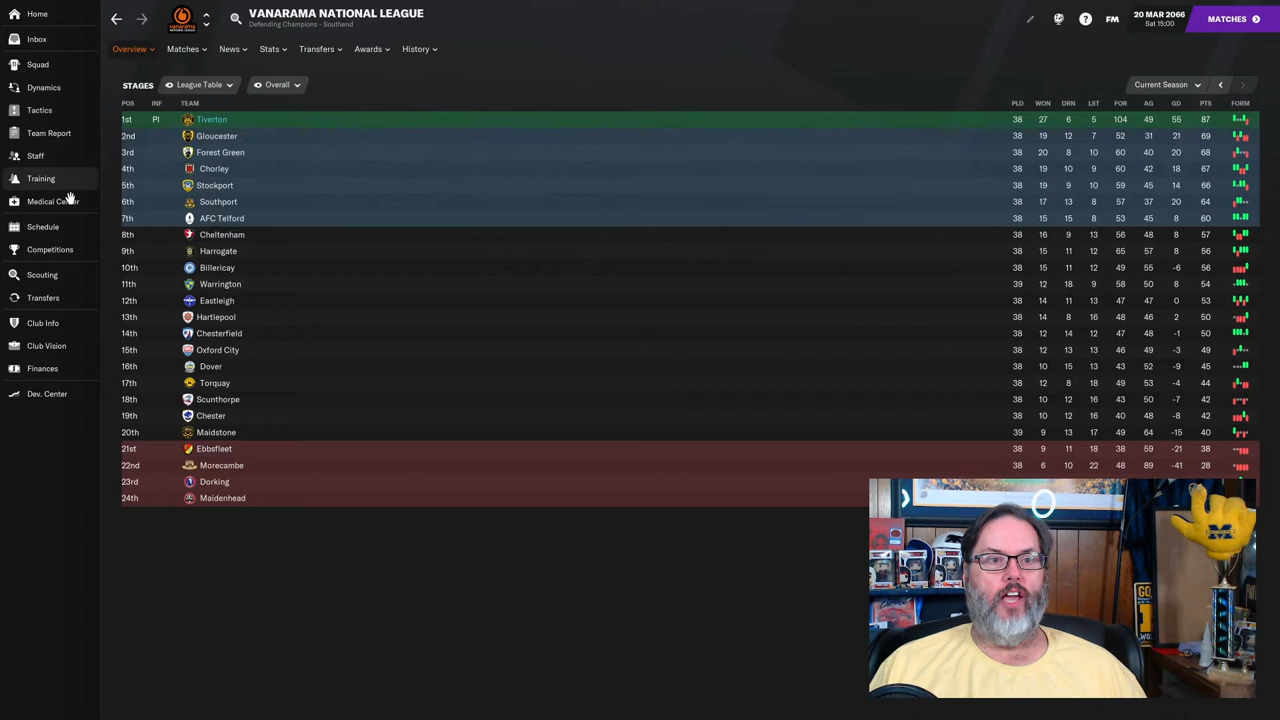 Home
Inbox
Squad
Dynamics
Tactics
Team Report
Staff
Training
Medical
Schedule
Competitions
Scouting
Transfers
Club Info
Club Vision
Finances
Dev. Center
VANARAMA NATIONAL LEAGUE
Defending Champions - Southend
FM
20 MAR 2066
Sat 15:00
MATCHES
Overview Matches News Stats Transfers Awards History
STAGES League Table Overall Current Season
POS INF TEAM PLD WON DRN LST FOR AG GD PTS FORM
1st PI Tiverton 38 27 6 5 104 49 55 87
2nd Gloucester 38 19 12 7 52 31 21 69
3rd Forest Green 38 20 8 10 60 40 20 68
4th Chorley 38 19 10 9 60 42 18 67
5th Stockport 38 19 9 10 59 45 14 66
6th Southport 38 17 13 8 57 37 20 64
7th AFC Telford 38 15 15 8 53 45 8 60
8th Cheltenham 38 16 9 13 56 48 8 57
9th Harrogate 38 15 11 12 65 57 8 56
10th Billericay 38 15 11 12 49 55 -6 56
11th Warrington 39 12 18 9 58 50 8 54
12th Eastleigh 38 14 11 13 47 47 0 53
13th Hartlepool 38 14 8 16 48 46 2 50
14th Chesterfield 38 12 14 12 47 48 -1 50
15th Oxford City 38 12 13 13 46 49 -3 49
16th Dover 38 10 15 13 43 52 -9 45
17th Torquay 38 12 8 18 49 53 -4 44
18th Scunthorpe 38 10 12 16 43 50 -7 42
19th Chester 38 10 12 16 40 48 -8 42
20th Maidstone 39 9 13 17 49 64 -15 40
21st Ebbsfleet 38 9 11 18 38 59 -21 38
22nd Morecambe 38 6 10 22 48 89 -41 28
23rd Dorking
24th Maidenhead
M
GO